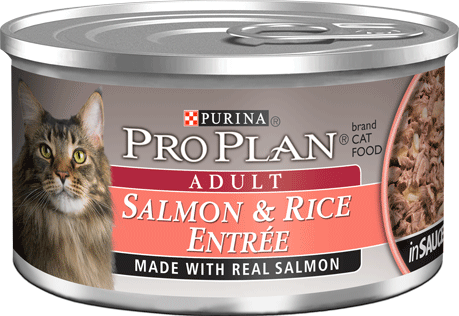 PURINA®
PRO PLAN®
brand
CAT
FOOD
ADULT
SALMON & RICE
ENTRÉE
MADE WITH REAL SALMON
in SAUCE